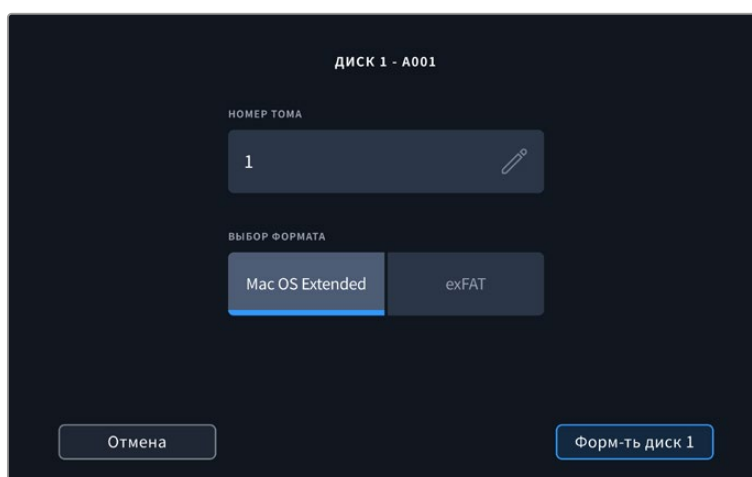 ДИСК 1 - A001
НОМЕР ТОМА
1
ВЫБОР ФОРМАТА
Mac OS Extended exFAT
Отмена Форм-ть диск 1